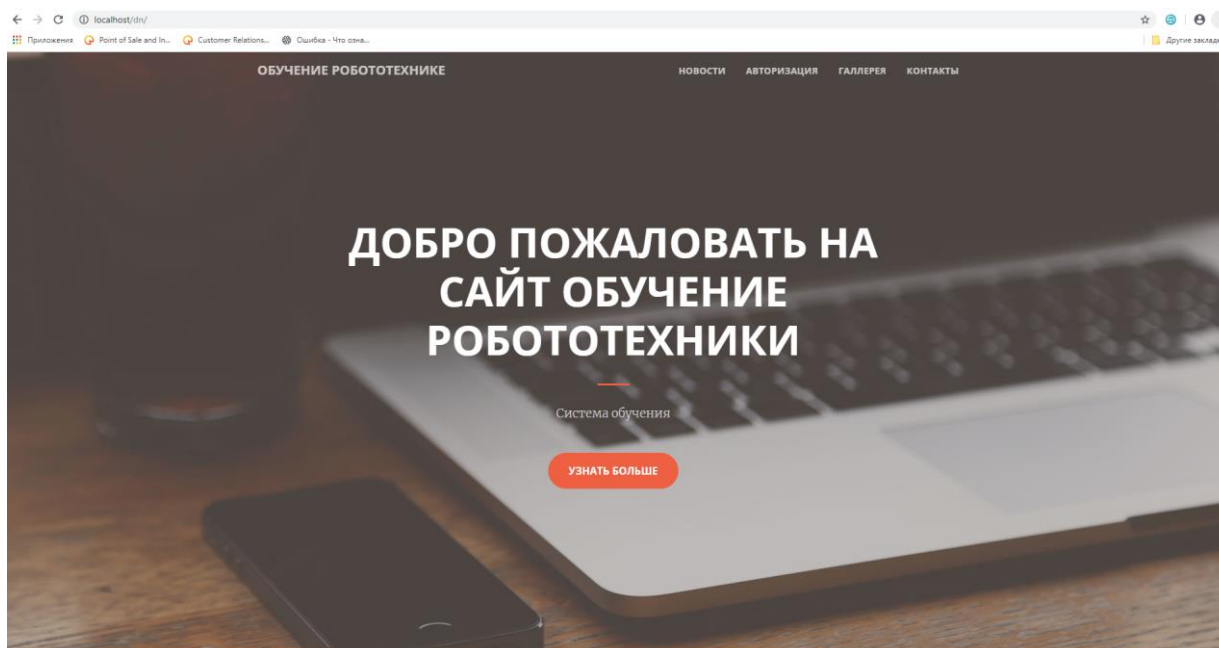 localhost/dn/
Приложения Point of Sale and In... Customer Relations... Ошибка - Что озна... Другие заклад
ОБУЧЕНИЕ РОБОТОТЕХНИКЕ НОВОСТИ АВТОРИЗАЦИЯ ГАЛЛЕРЕЯ КОНТАКТЫ
ДОБРО ПОЖАЛОВАТЬ НА
САЙТ ОБУЧЕНИЕ
РОБОТОТЕХНИКИ
Система обучения
УЗНАТЬ БОЛЬШЕ